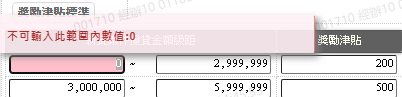 獎勵津貼標準
不可輸入此範圍內數值:0
金額級距 獎勵津貼
0 ~ 2,999,999 200
3,000,000 ~ 5,999,999 500